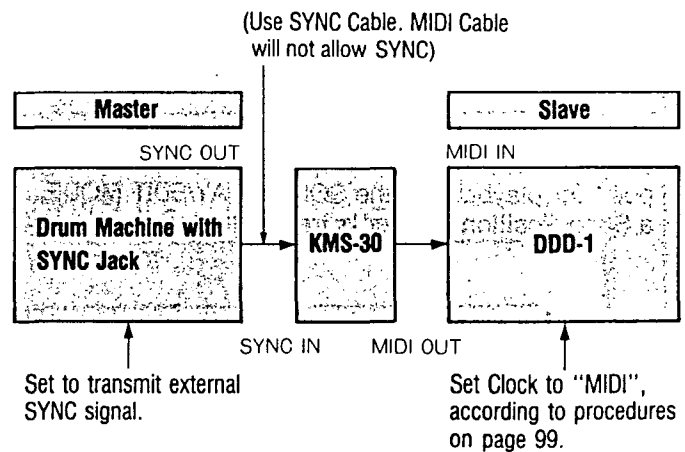 (Use SYNC Cable. MIDI Cable
will not allow SYNC)
Master
Slave
SYNC OUT
MIDI IN
Drum Machine with
SYNC Jack
KMS-30
DDD-1
SYNC IN
MIDI OUT
Set to transmit external
SYNC signal.
Set Clock to "MIDI",
according to procedures
on page 99.